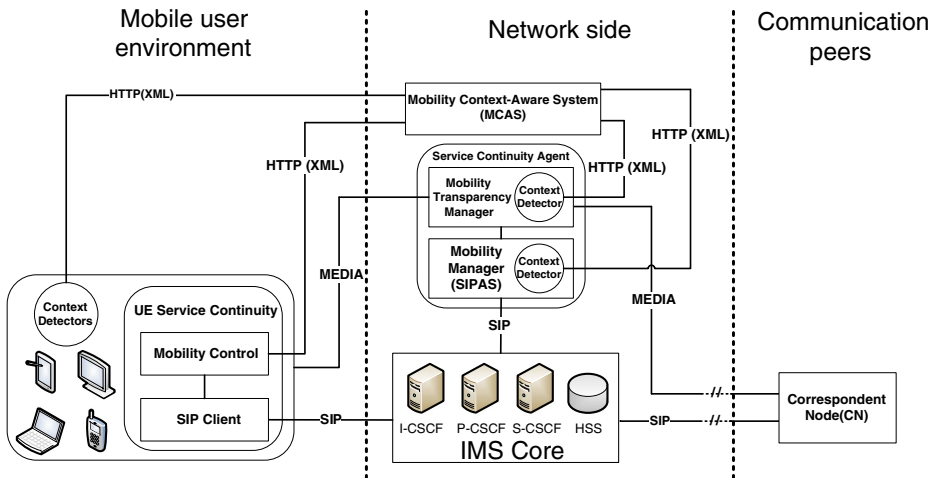 Mobile user
environment
Network side
Communication
peers
HTTP(XML)
Mobility Context-Aware System
(MCAS)
HTTP (XML)
HTTP (XML)
HTTP (XML)
Service Continuity Agent
Mobility
Transparency
Manager
Context
Detector
Mobility
Manager
(SIPAS)
Context
Detector
MEDIA
MEDIA
SIP
Context
Detectors
UE Service Continuity
Mobility Control
SIP Client
SIP
I-CSCF
P-CSCF
S-CSCF
HSS
IMS Core
//
SIP
//
Correspondent
Node(CN)